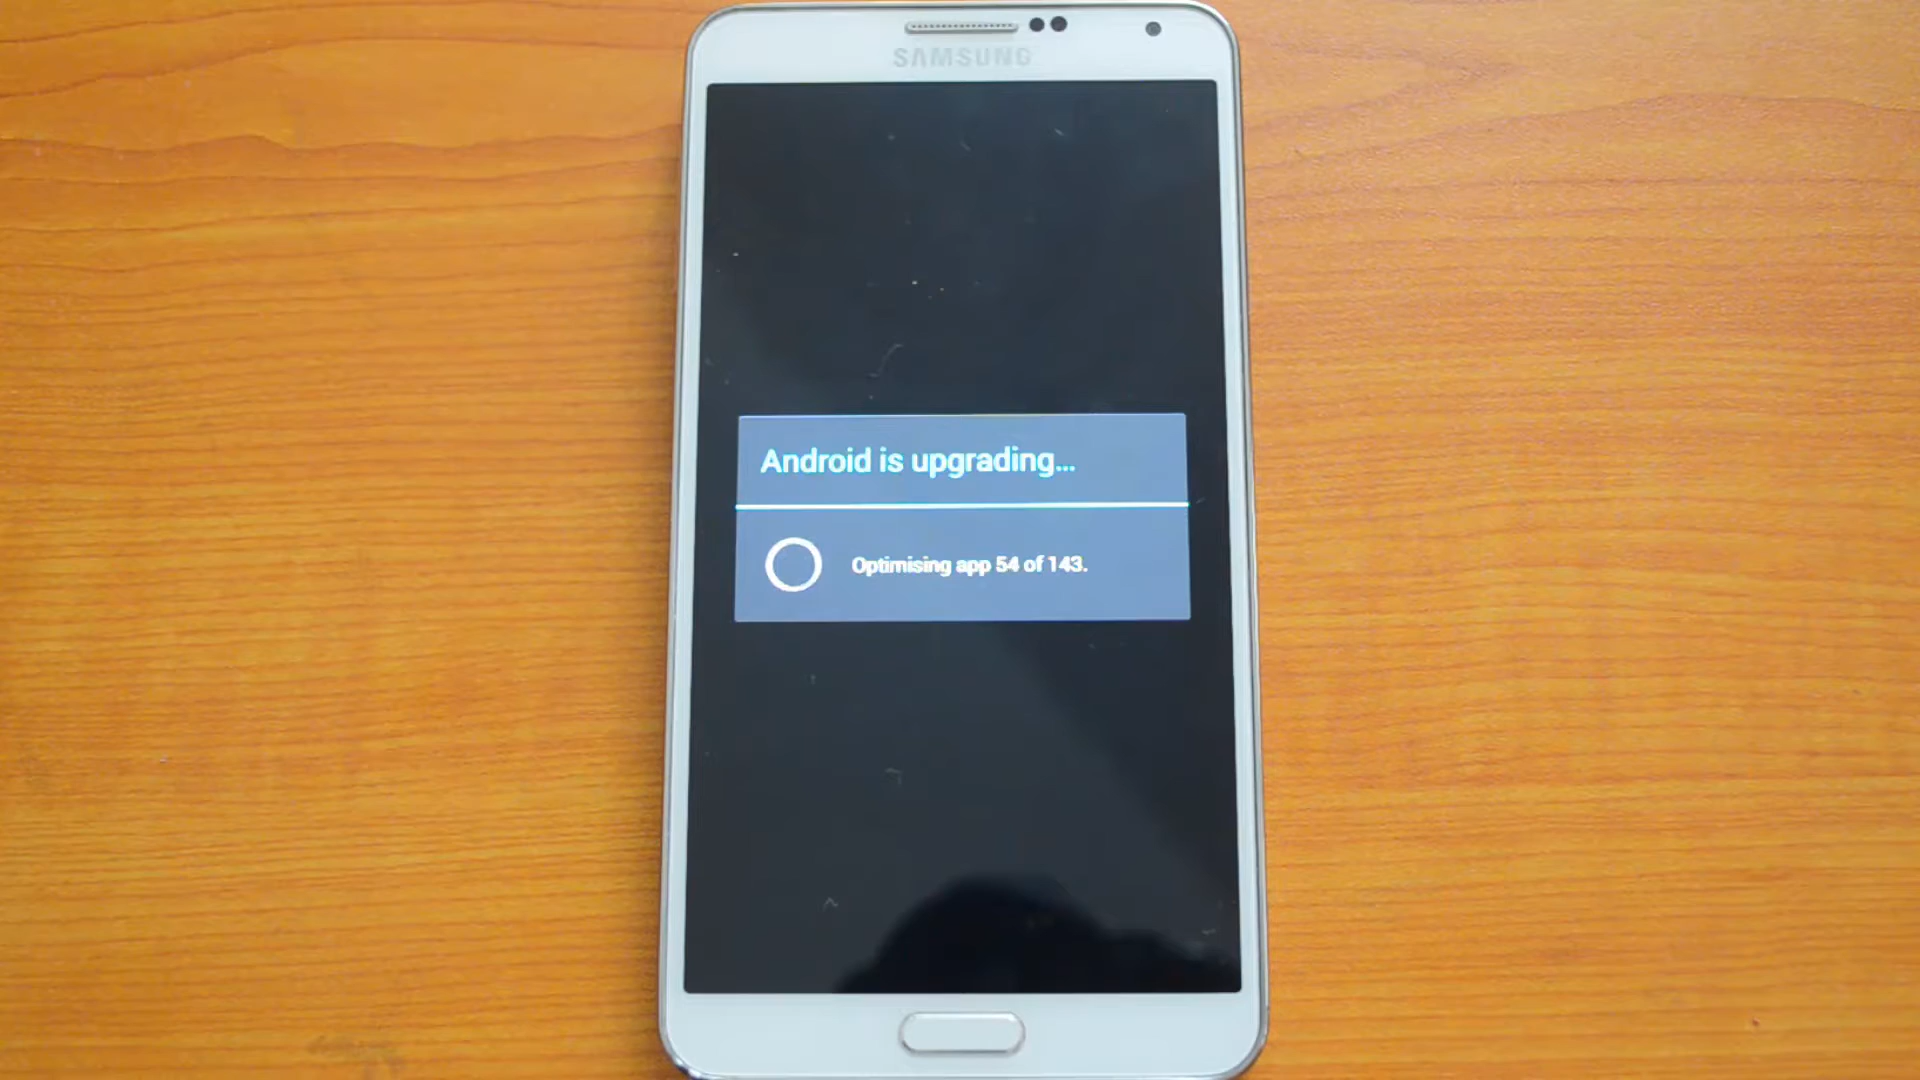 SAMSUNG
Android is upgrading...
Optimising app 54 of 143.